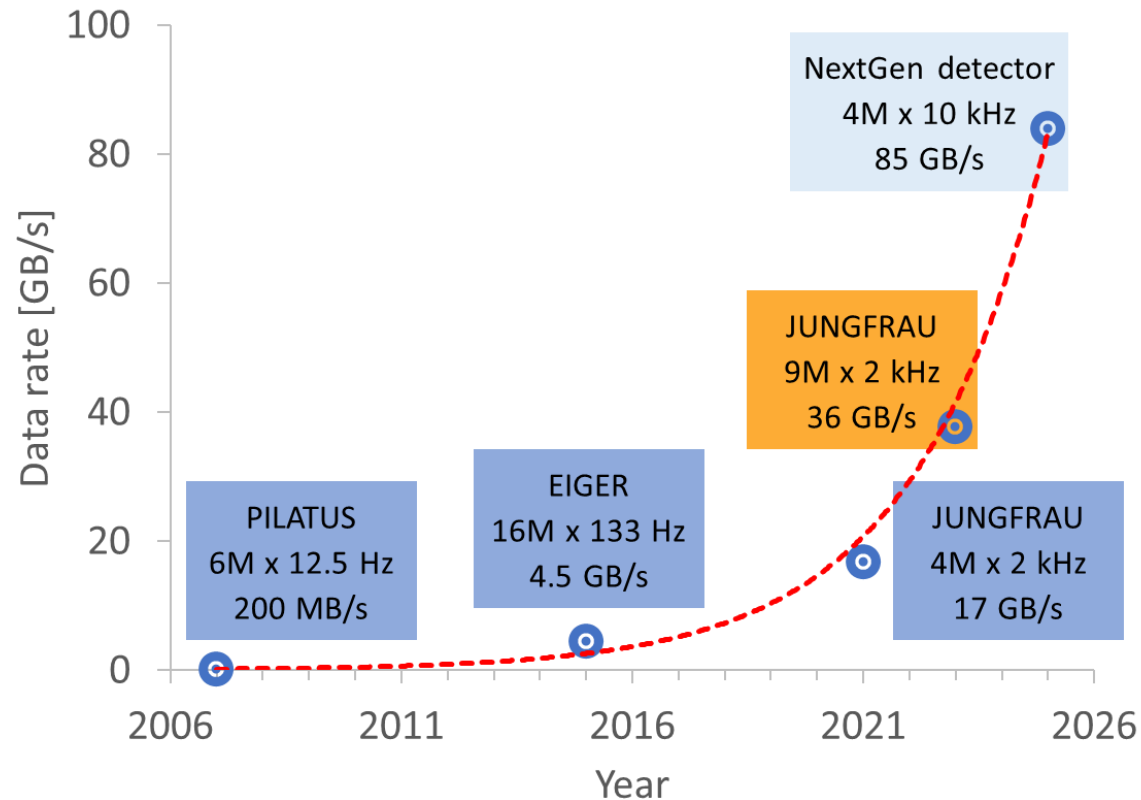 Data rate [GB/s]
100
80
60
40
20
0
NextGen detector
4M x 10 kHz
85 GB/s
JUNGFRAU
9M x 2 kHz
36 GB/s
PILATUS
6M x 12.5 Hz
200 MB/s
EIGER
16M x 133 Hz
4.5 GB/s
JUNGFRAU
4M x 2 kHz
17 GB/s
2006 2011 2016 2021 2026
Year